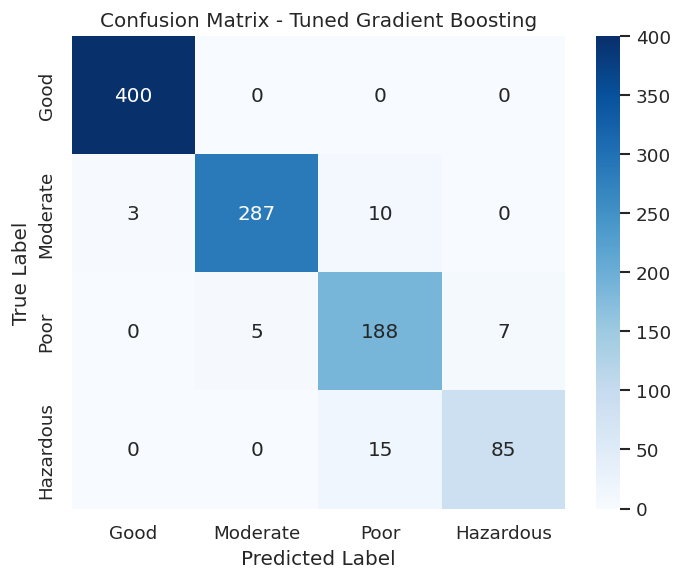 Confusion Matrix - Tuned Gradient Boosting
True Label
Good
400 0 0 0
Moderate
3 287 10 0
Poor
0 5 188 7
Hazardous
0 0 15 85
Good Moderate Poor Hazardous
Predicted Label
400
350
300
250
200
150
100
50
0